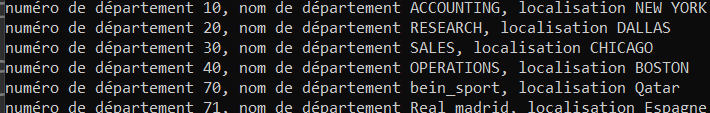 numéro de département 10, nom de département ACCOUNTING, localisation NEW YORK
numéro de département 20, nom de département RESEARCH, localisation DALLAS
numéro de département 30, nom de département SALES, localisation CHICAGO
numéro de département 40, nom de département OPERATIONS, localisation BOSTON
numéro de département 70, nom de département bein_sport, localisation Qatar
numéro de département 71, nom de département Real madrid, localisation Espagne